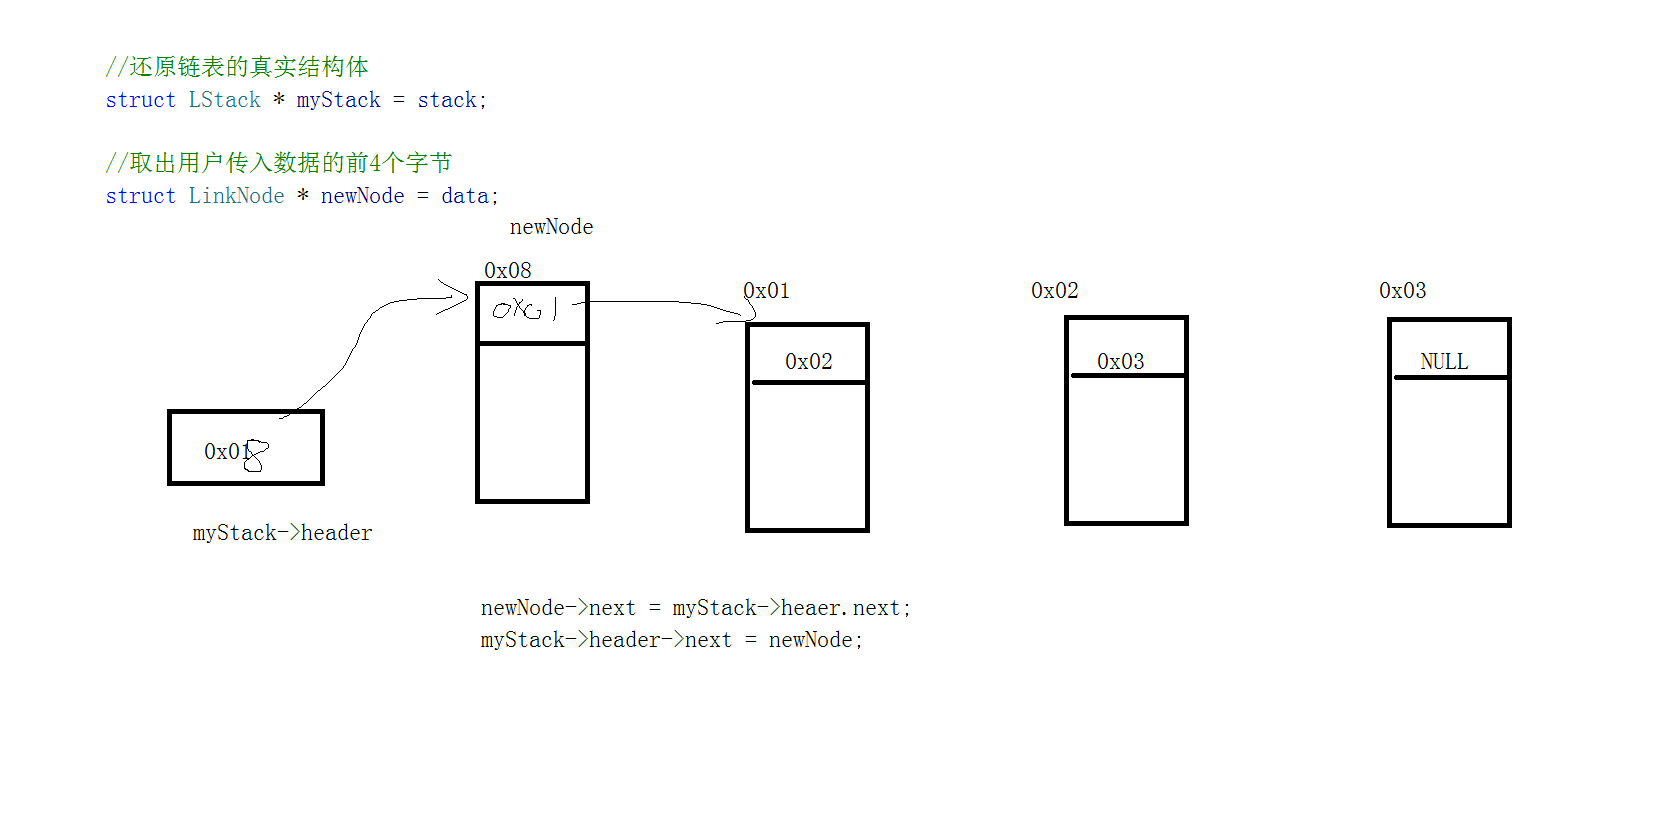 //还原链表的真实结构体
struct LStack * myStack = stack;
//取出用户传入数据的前4个字节
struct LinkNode * newNode = data;
newNode
0x08
0x01
0x02
0x03
0x01
0x02
0x03
NULL
0x018
myStack->header
newNode->next = myStack->heaer.next;
myStack->header->next = newNode;